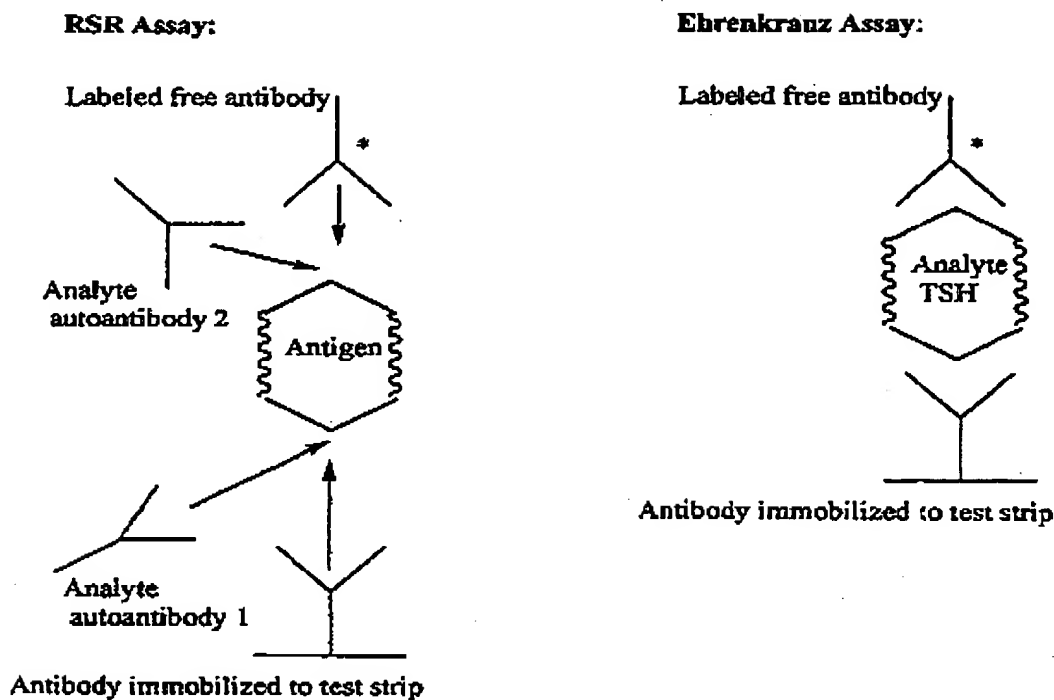 RSR Assay:
Labeled free antibody
*
Analyte
autoantibody 2
Antigen
Analyte
autoantibody 1
Antibody immobilized to test strip
Ehrenkranz Assay:
Labeled free antibody
*
Analyte
TSH
Antibody immobilized to test strip